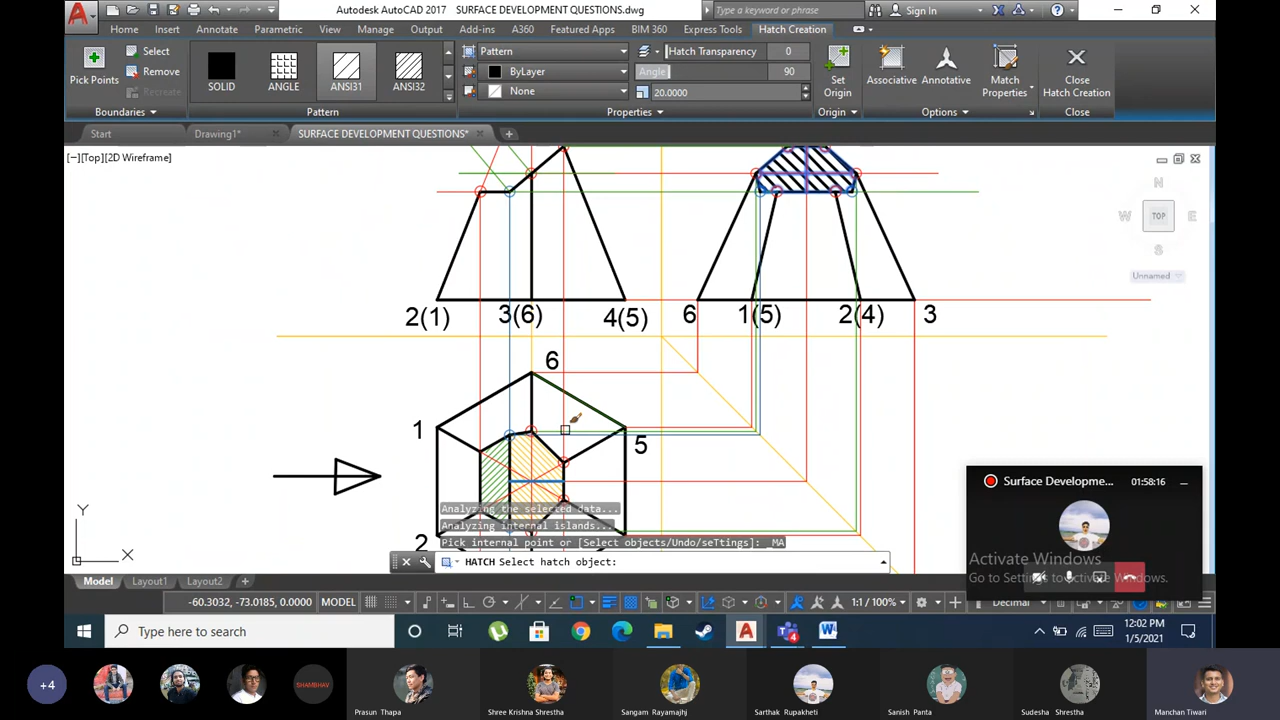 Autodesk AutoCAD 2017 SURFACE DEVELOPMENT QUESTIONS.dwg
Type a keyword or phrase
Sign In
Home Insert Annotate Parametric View Manage Output Add-ins A360 Express Tools Featured Apps BIM 360 Performance Hatch Creation
Pick Points
Select
Remove
Recreate
Boundaries
SOLID ANGLE ANSI31 ANSI32
Pattern
Pattern
ByLayer
None
Hatch Transparency 0
Angle 90
20.0000
Properties
Set
Origin
Origin
Associative Annotative Match
Properties
Options
Close
Hatch Creation
Close
Start Drawing1* SURFACE DEVELOPMENT QUESTIONS*
[−][Top][2D Wireframe]
N
W TOP E
S
Unnamed
2(1) 3(6) 4(5) 6 1(5) 2(4) 3
6
1
5
2
Y
X
Analyzing the selected data...
Analyzing internal islands...
Pick internal point or [Select objects/Undo/seTtings]: _MA
HATCH Select hatch object:
Surface Developme... 01:58:16
Activate Windows
Go to Settings to activate Windows.
Model Layout1 Layout2
-60.3032, -73.0185, 0.0000 MODEL 1:1 / 100% Decimal
Type here to search
12:02 PM
1/5/2021
+4
SHAMBHAV
Prasun Thapa Shree Krishna Shrestha Sangam Rayamajhj Sarthak Rupakheti Sanish Panta Sudesha Shrestha Manchan Tiwari